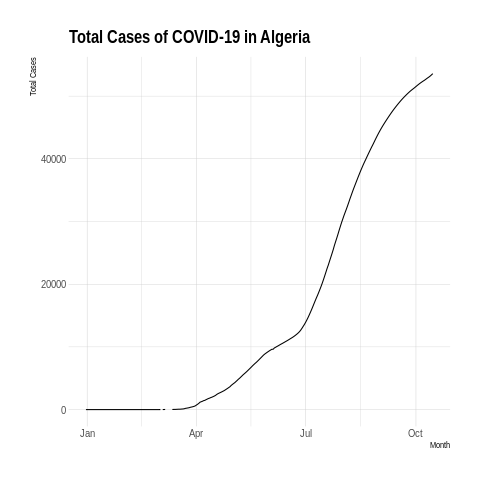 Total Cases of COVID-19 in Algeria
Total Cases
40000
20000
0
Jan Apr Jul Oct
Month